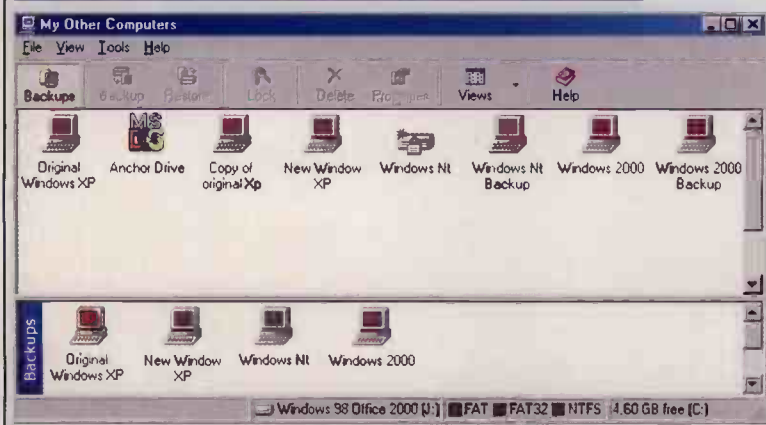 My Other Computers
File View Tools Help
Backups Backup Restore Lock Delete Properties Views Help
MS
Original Windows XP
Anchor Drive
Copy of original Xp
New Window XP
Windows Nt
Windows Nt Backup
Windows 2000
Windows 2000 Backup
Backups
Original Windows XP
New Window XP
Windows Nt
Windows 2000
Windows 98 Office 2000 (J:) FAT FAT32 NTFS 4.60 GB free (C:)